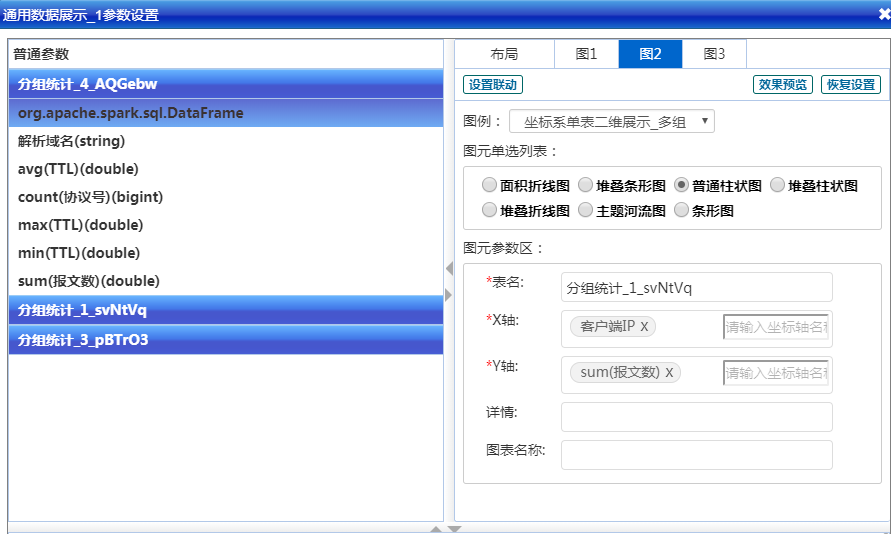 通用数据展示_1参数设置
普通参数
分组统计_4_AQGebw
org.apache.spark.sql.DataFrame
解析域名(string)
avg(TTL)(double)
count(协议号)(bigint)
max(TTL)(double)
min(TTL)(double)
sum(报文数)(double)
分组统计_1_svNtVq
分组统计_3_pBTrO3
布局 图1 图2 图3
设置联动 效果预览 恢复设置
图例： 坐标系单表二维展示_多组
图元单选列表：
面积折线图 堆叠条形图 普通柱状图 堆叠柱状图
堆叠折线图 主题河流图 条形图
图元参数区：
*表名: 分组统计_1_svNtVq
*X轴: 客户端IP x 请输入坐标轴名称
*Y轴: sum(报文数) x 请输入坐标轴名称
详情:
图表名称: